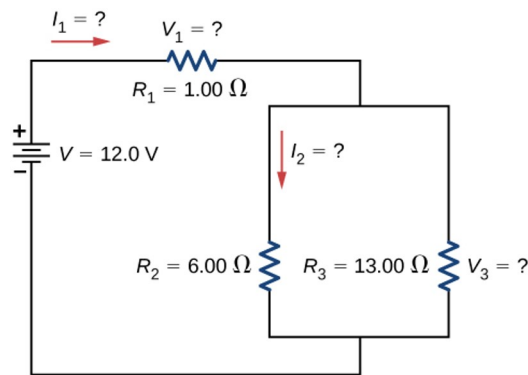 I₁ = ?
V₁ = ?
R₁ = 1.00 Ω
+
V = 12.0 V
–
I₂ = ?
R₂ = 6.00 Ω
R₃ = 13.00 Ω
V₃ = ?